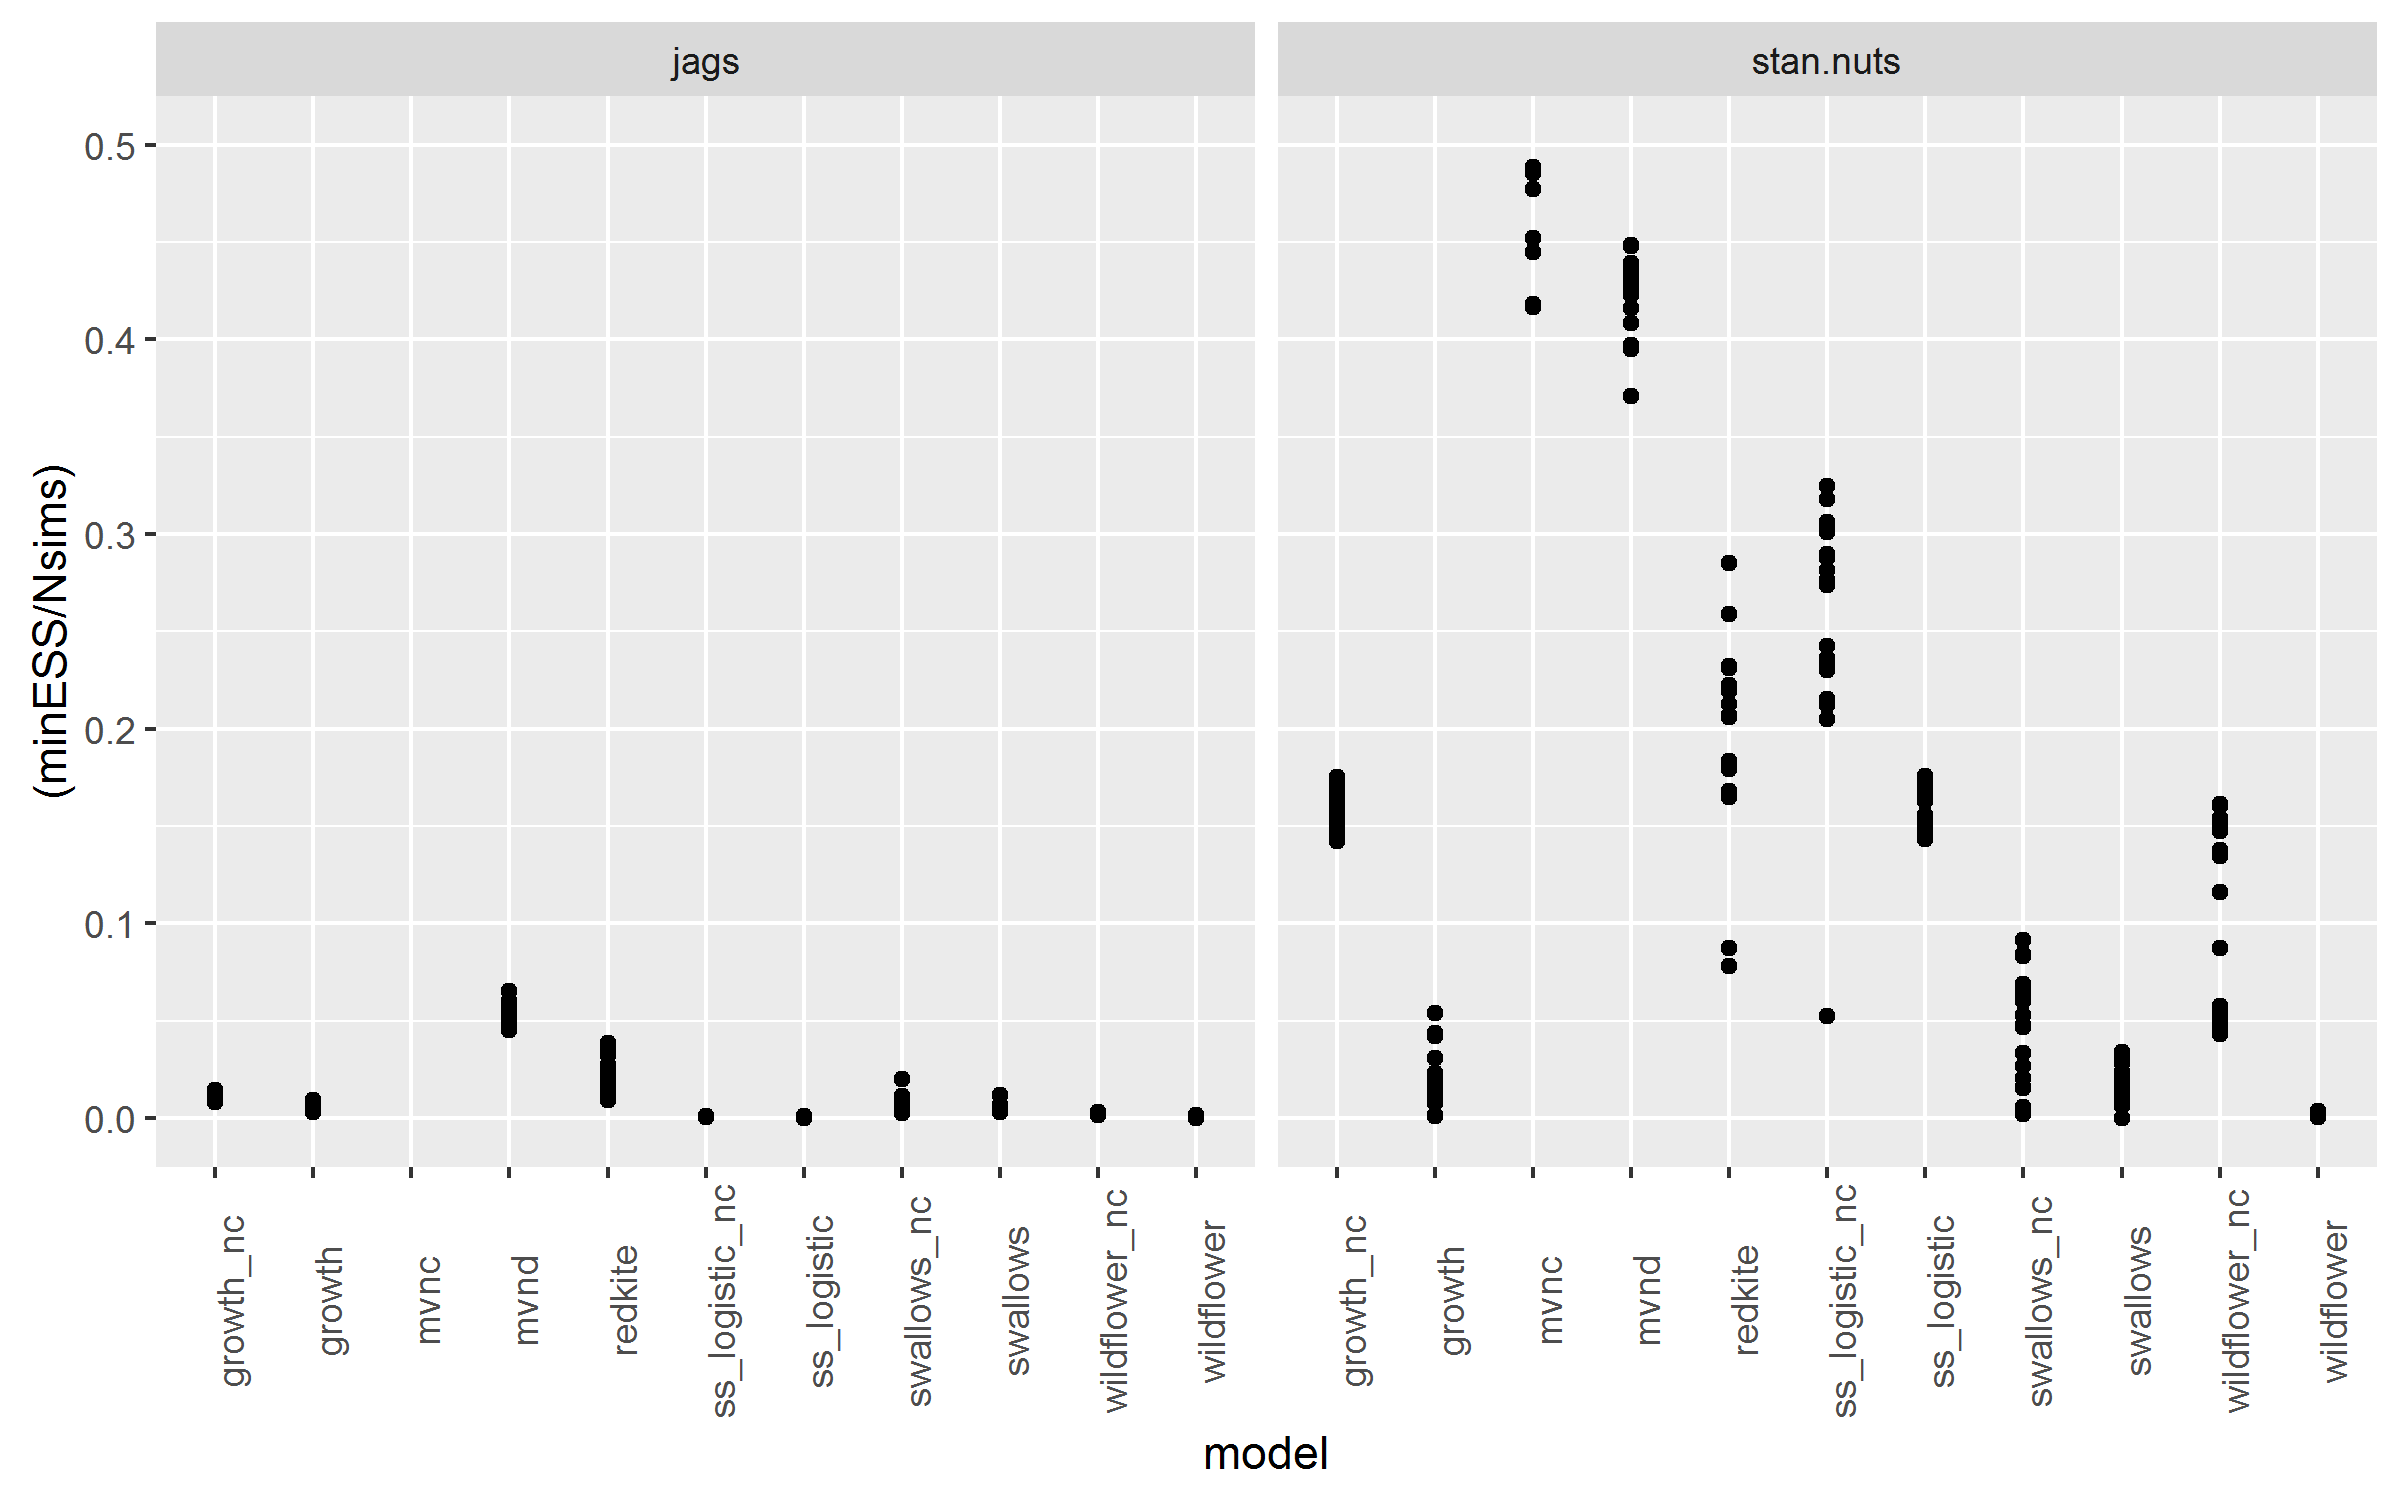 jags
stan.nuts
(minESS/Nsims)
0.5
0.4
0.3
0.2
0.1
0.0
growth_nc
growth
mvnc
mvnd
redkite
ss_logistic_nc
ss_logistic
swallows_nc
swallows
wildflower_nc
wildflower
growth_nc
growth
mvnc
mvnd
redkite
ss_logistic_nc
ss_logistic
swallows_nc
swallows
wildflower_nc
wildflower
model